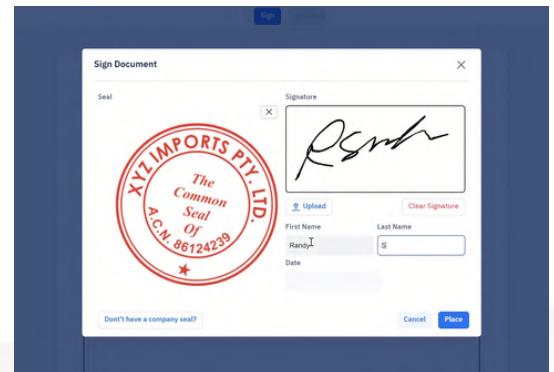 Sign
Sign Document
Seal
XYZ IMPORTS PTY. LTD.
The
Common
Seal
Of
A.C.N. 86124239
Signature
Upload
Clear Signature
First Name
Last Name
Randy
S
Date
Don't have a company seal?
Cancel
Place